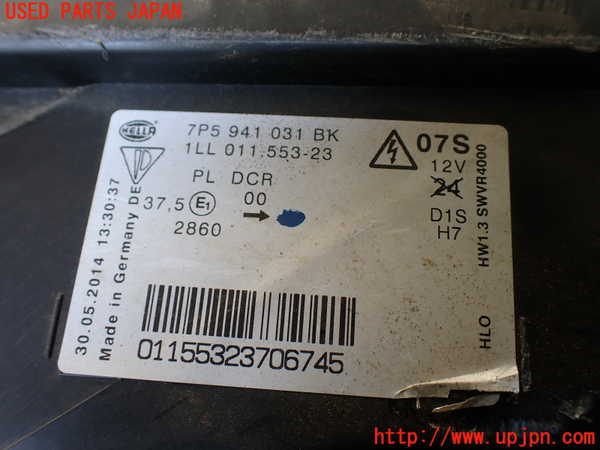 USED PARTS JAPAN
HELLA
7P5 941 031 BK
1LL 011.553-23
07S
12V
24
D1S
H7
PL DCR
37,5 E1 00
2860
30.05.2014 13:30:37
Made in Germany DE
HW1.3 SWVR4000
HLO
01155323706745
http://www.upjpn.com